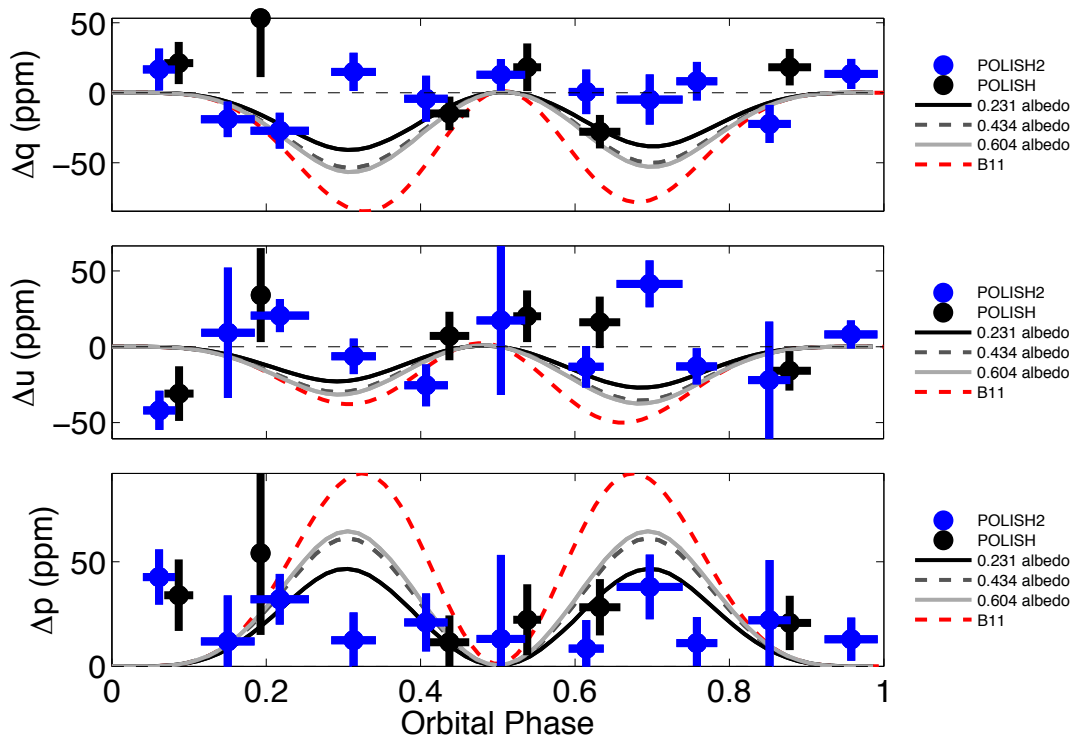 Δq (ppm)
50
0
−50
POLISH2
POLISH
0.231 albedo
0.434 albedo
0.604 albedo
B11
Δu (ppm)
50
0
−50
POLISH2
POLISH
0.231 albedo
0.434 albedo
0.604 albedo
B11
Δp (ppm)
50
0
POLISH2
POLISH
0.231 albedo
0.434 albedo
0.604 albedo
B11
0 0.2 0.4 0.6 0.8 1
Orbital Phase